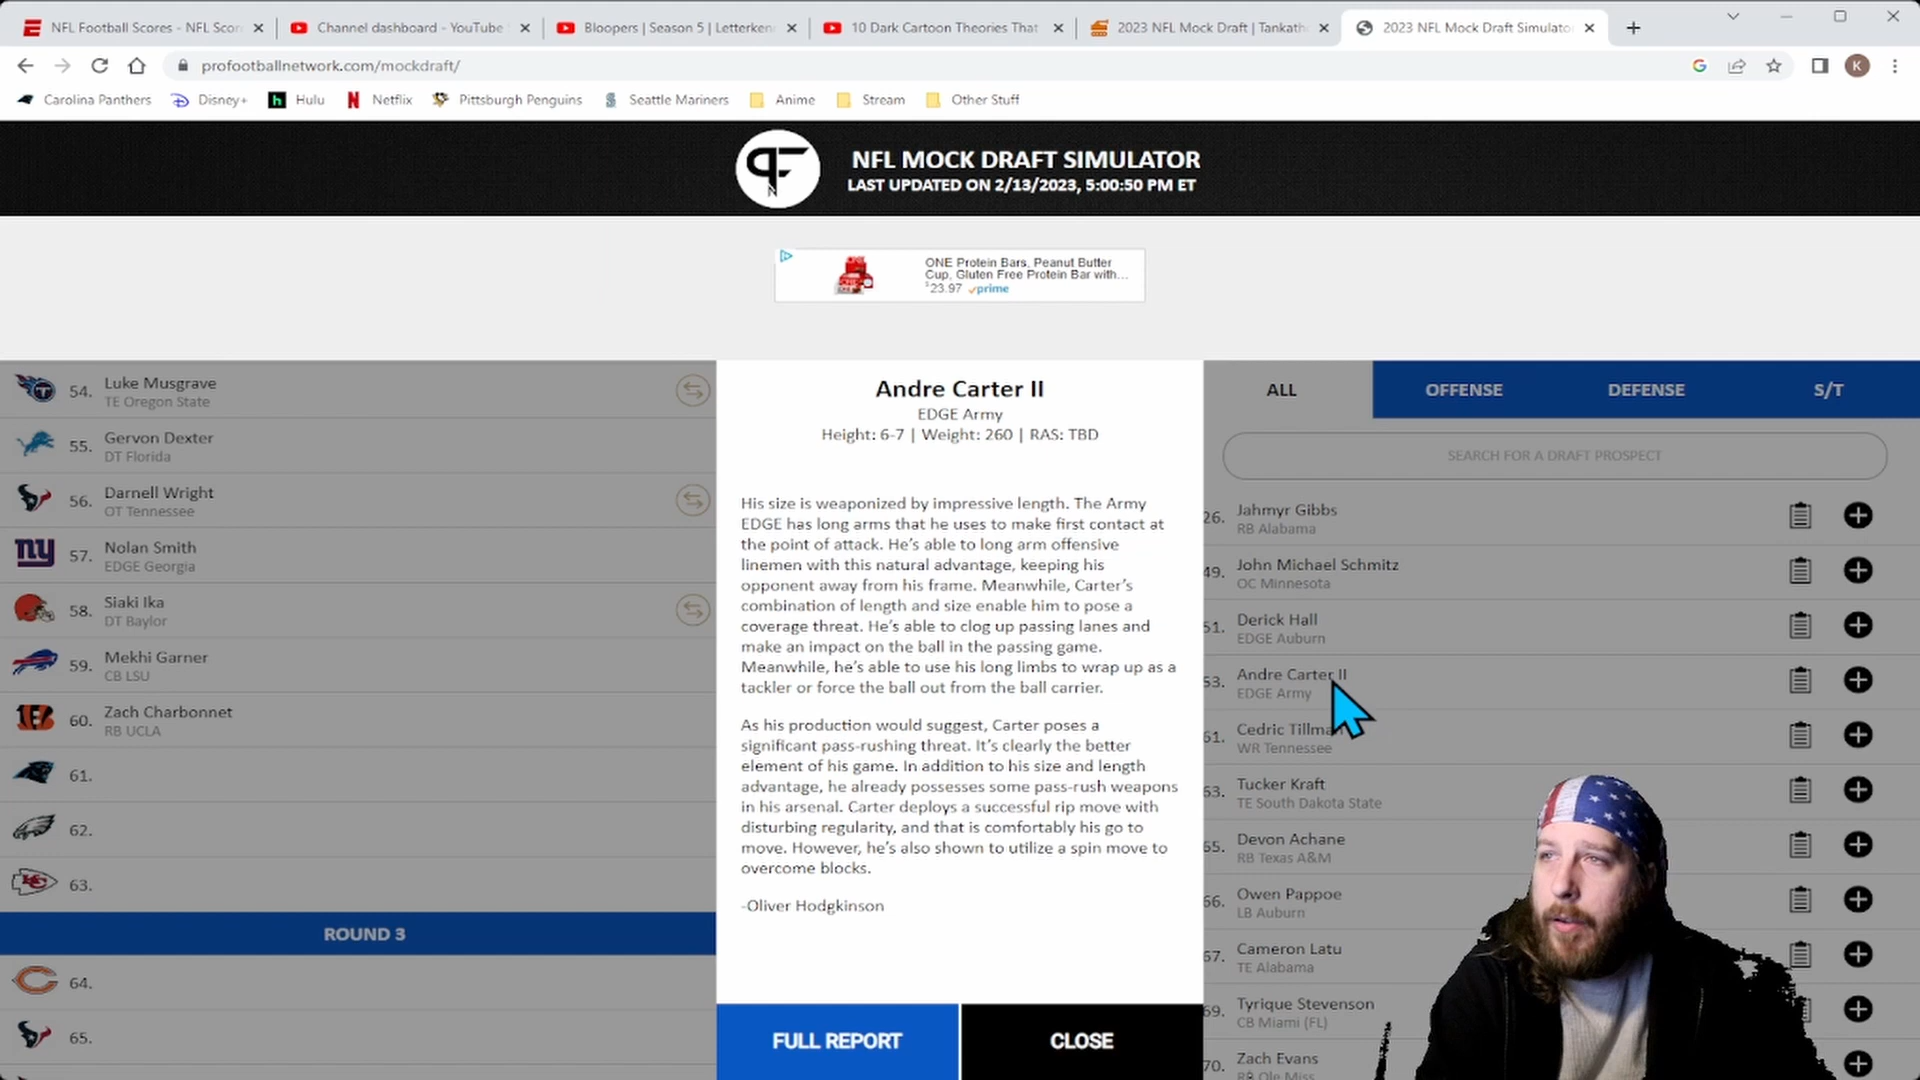 NFL Football Scores - NFL Scor
Channel dashboard - YouTube
Bloopers | Season 5 | Letterken
10 Dark Cartoon Theories That
2023 NFL Mock Draft | Tankath
2023 NFL Mock Draft Simulato
profootballnetwork.com/mockdraft/
K
Carolina Panthers
Disney+
Hulu
Netflix
Pittsburgh Penguins
Seattle Mariners
Anime
Stream
Other Stuff
NFL MOCK DRAFT SIMULATOR
LAST UPDATED ON 2/13/2023, 5:00:50 PM ET
ONE Protein Bars, Peanut Butter
Cup, Gluten Free Protein Bar with...
$23.97 prime
54. Luke Musgrave
TE Oregon State
55. Gervon Dexter
DT Florida
56. Darnell Wright
OT Tennessee
57. Nolan Smith
EDGE Georgia
58. Siaki Ika
DT Baylor
59. Mekhi Garner
CB LSU
60. Zach Charbonnet
RB UCLA
61.
62.
63.
ROUND 3
64.
65.
Andre Carter II
EDGE Army
Height: 6-7 | Weight: 260 | RAS: TBD
His size is weaponized by impressive length. The Army
EDGE has long arms that he uses to make first contact at
the point of attack. He's able to long arm offensive
linemen with this natural advantage, keeping his
opponent away from his frame. Meanwhile, Carter's
combination of length and size enable him to pose a
coverage threat. He's able to clog up passing lanes and
make an impact on the ball in the passing game.
Meanwhile, he's able to use his long limbs to wrap up as a
tackler or force the ball out from the ball carrier.
As his production would suggest, Carter poses a
significant pass-rushing threat. It's clearly the better
element of his game. In addition to his size and length
advantage, he already possesses some pass-rush weapons
in his arsenal. Carter deploys a successful rip move with
disturbing regularity, and that is comfortably his go to
move. However, he's also shown to utilize a spin move to
overcome blocks.
-Oliver Hodgkinson
FULL REPORT
CLOSE
ALL
OFFENSE
DEFENSE
S/T
SEARCH FOR A DRAFT PROSPECT
26. Jahmyr Gibbs
RB Alabama
49. John Michael Schmitz
OC Minnesota
51. Derick Hall
EDGE Auburn
53. Andre Carter II
EDGE Army
61. Cedric Tillma
WR Tennessee
63. Tucker Kraft
TE South Dakota State
65. Devon Achane
RB Texas A&M
66. Owen Pappoe
LB Auburn
67. Cameron Latu
TE Alabama
69. Tyrique Stevenson
CB Miami (FL)
70. Zach Evans
RB Ole Miss